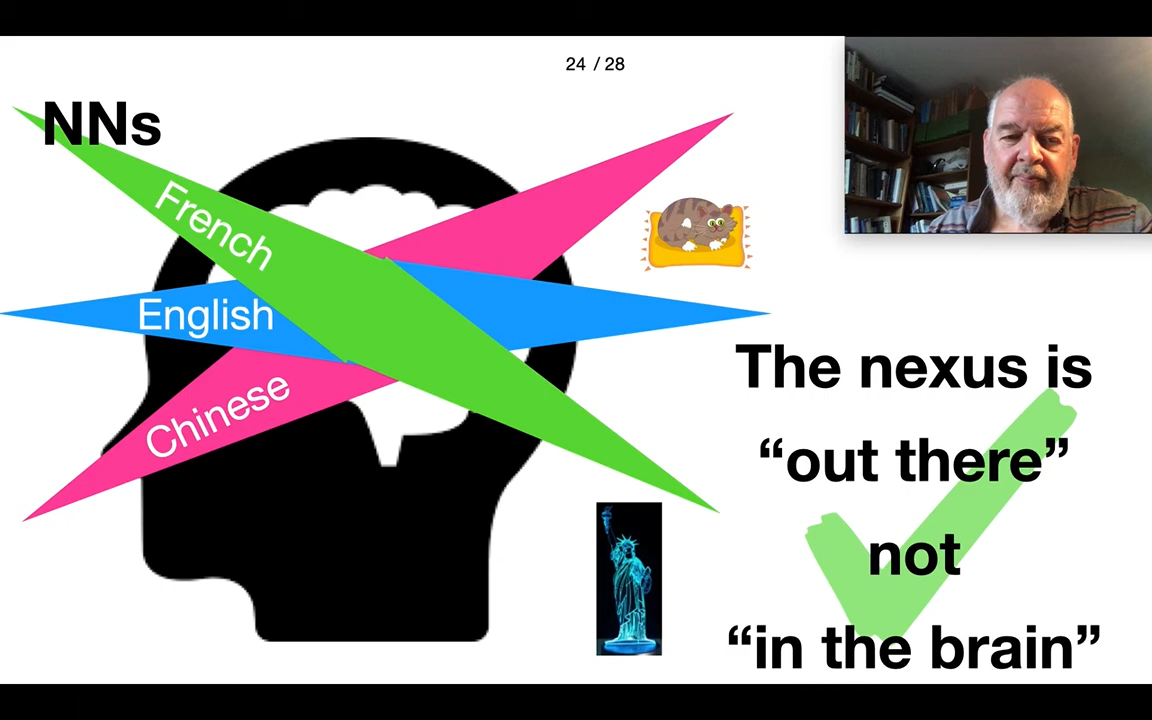 24 / 28
NNs
French
English
Chinese
The nexus is
“out there”
not
“in the brain”